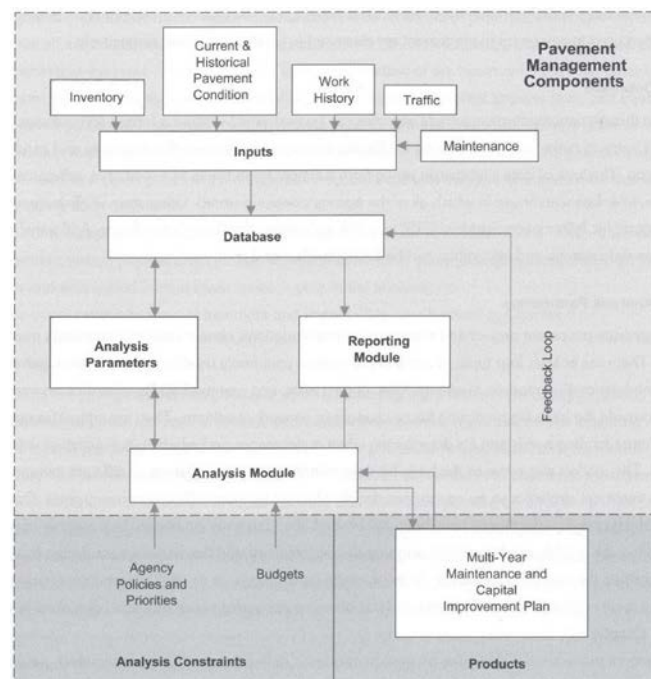 Pavement
Management
Components
Current &
Historical
Pavement
Condition
Inventory
Work
History
Traffic
Inputs
Maintenance
Database
Analysis
Parameters
Reporting
Module
Feedback Loop
Analysis Module
Agency
Policies and
Priorities
Budgets
Multi-Year
Maintenance and
Capital
Improvement Plan
Analysis Constraints
Products